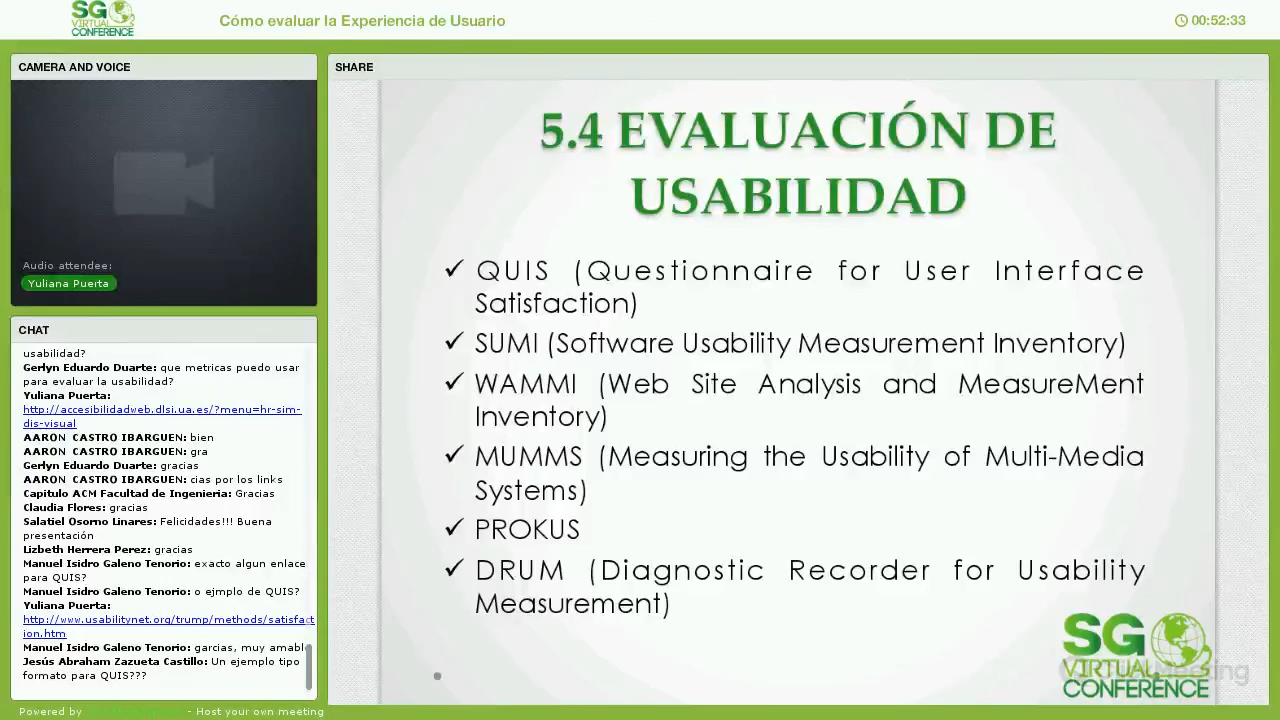 SG
VIRTUAL
CONFERENCE
Cómo evaluar la Experiencia de Usuario
00:52:33
CAMERA AND VOICE
Audio attendee:
Yuliana Puerta
CHAT
usabilidad?
Gerlyn Eduardo Duarte: que metricas puedo usar
para evaluar la usabilidad?
Yuliana Puerta:
http://accesibilidadweb.dlsi.ua.es/?menu=hr-sim-
dis-visual
AARON CASTRO IBARGUEN: bien
AARON CASTRO IBARGUEN: gra
Gerlyn Eduardo Duarte: gracias
AARON CASTRO IBARGUEN: cias por los links
Capitulo ACM Facultad de Ingenieria: Gracias
Claudia Flores: gracias
Salatiel Osorno Linares: Felicidades!!! Buena
presentación
Lizbeth Herrera Perez: gracias
Manuel Isidro Galeno Tenorio: exacto algun enlace
para QUIS?
Manuel Isidro Galeno Tenorio: o ejmplo de QUIS?
Yuliana Puerta:
http://www.usabilitynet.org/trump/methods/satisfact
ion.htm
Manuel Isidro Galeno Tenorio: garcias, muy amabl
Jesús Abraham Zazueta Castillo: Un ejemplo tipo
formato para QUIS???
Powered by
- Host your own meeting
SHARE
5.4 EVALUACIÓN DE
USABILIDAD
✓ QUIS (Questionnaire for User Interface
Satisfaction)
✓ SUMI (Software Usability Measurement Inventory)
✓ WAMMI (Web Site Analysis and MeasureMent
Inventory)
✓ MUMMS (Measuring the Usability of Multi-Media
Systems)
✓ PROKUS
✓ DRUM (Diagnostic Recorder for Usability
Measurement)
SG
VIRTUAL
CONFERENCE